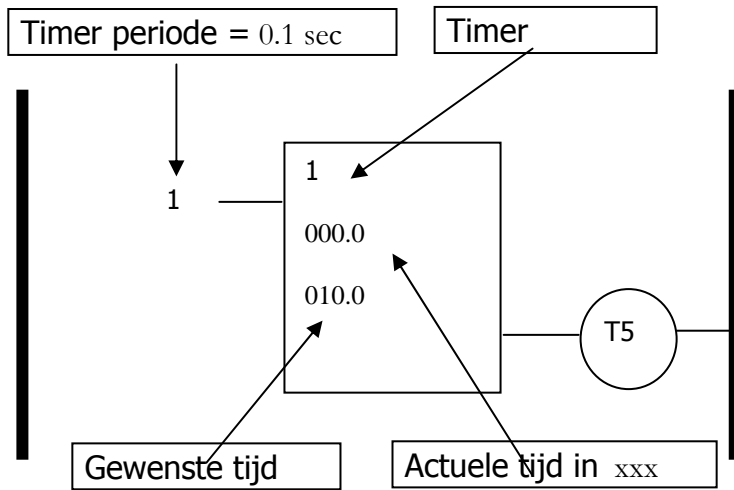 Timer periode = 0.1 sec
Timer
1
1
000.0
010.0
T5
Gewenste tijd
Actuele tijd in xxx